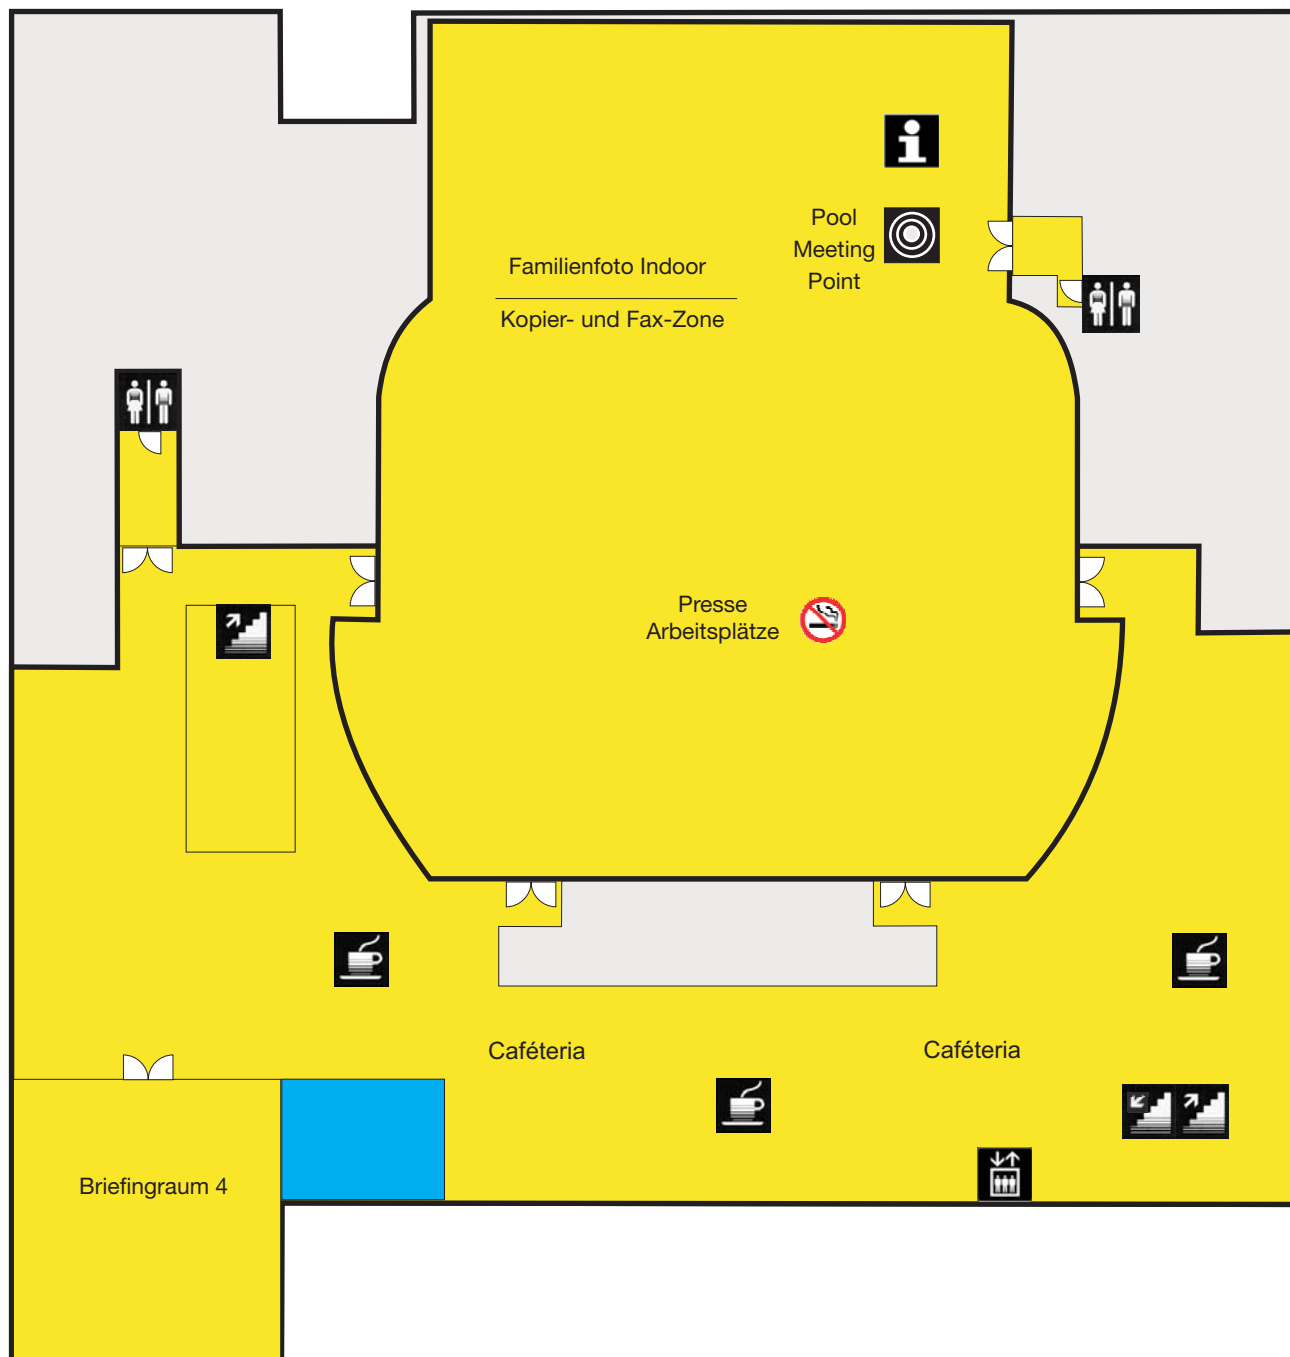 Pool
Meeting
Point
Familienfoto Indoor
Kopier- und Fax-Zone
Presse
Arbeitsplätze
Caféteria
Caféteria
Briefingraum 4